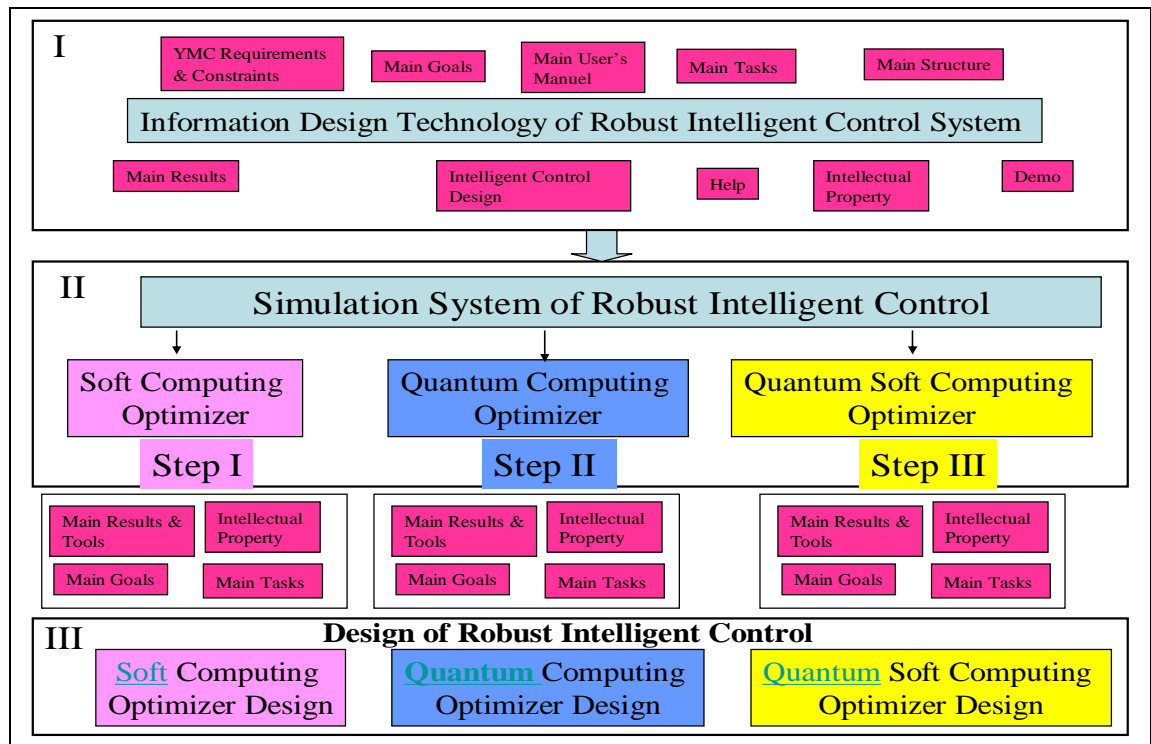 I
YMC Requirements
& Constraints
Main Goals
Main User's
Manuel
Main Tasks
Main Structure
Information Design Technology of Robust Intelligent Control System
Main Results
Intelligent Control
Design
Help
Intellectual
Property
Demo
II
Simulation System of Robust Intelligent Control
Soft Computing
Optimizer
Quantum Computing
Optimizer
Quantum Soft Computing
Optimizer
Step I
Step II
Step III
Main Results &
Tools
Intellectual
Property
Main Goals
Main Tasks
Main Results &
Tools
Intellectual
Property
Main Goals
Main Tasks
Main Results &
Tools
Intellectual
Property
Main Goals
Main Tasks
III
Design of Robust Intelligent Control
Soft Computing
Optimizer Design
Quantum Computing
Optimizer Design
Quantum Soft Computing
Optimizer Design